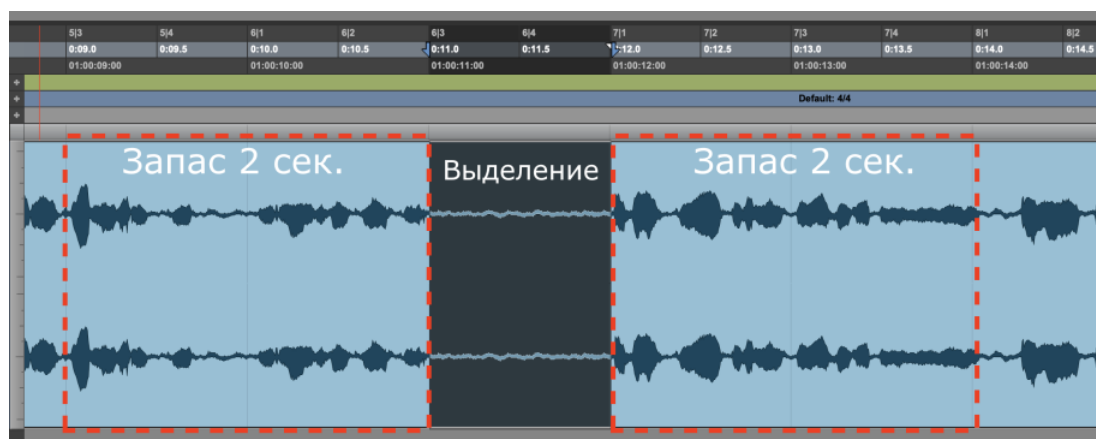 5|3 5|4 6|1 6|2 6|3 6|4 7|1 7|2 7|3 7|4 8|1 8|2
0:09.0 0:09.5 0:10.0 0:10.5 0:11.0 0:11.5 0:12.0 0:12.5 0:13.0 0:13.5 0:14.0 0:14.5
01:00:09:00 01:00:10:00 01:00:11:00 01:00:12:00 01:00:13:00 01:00:14:00
Default: 4/4
Запас 2 сек. Выделение Запас 2 сек.